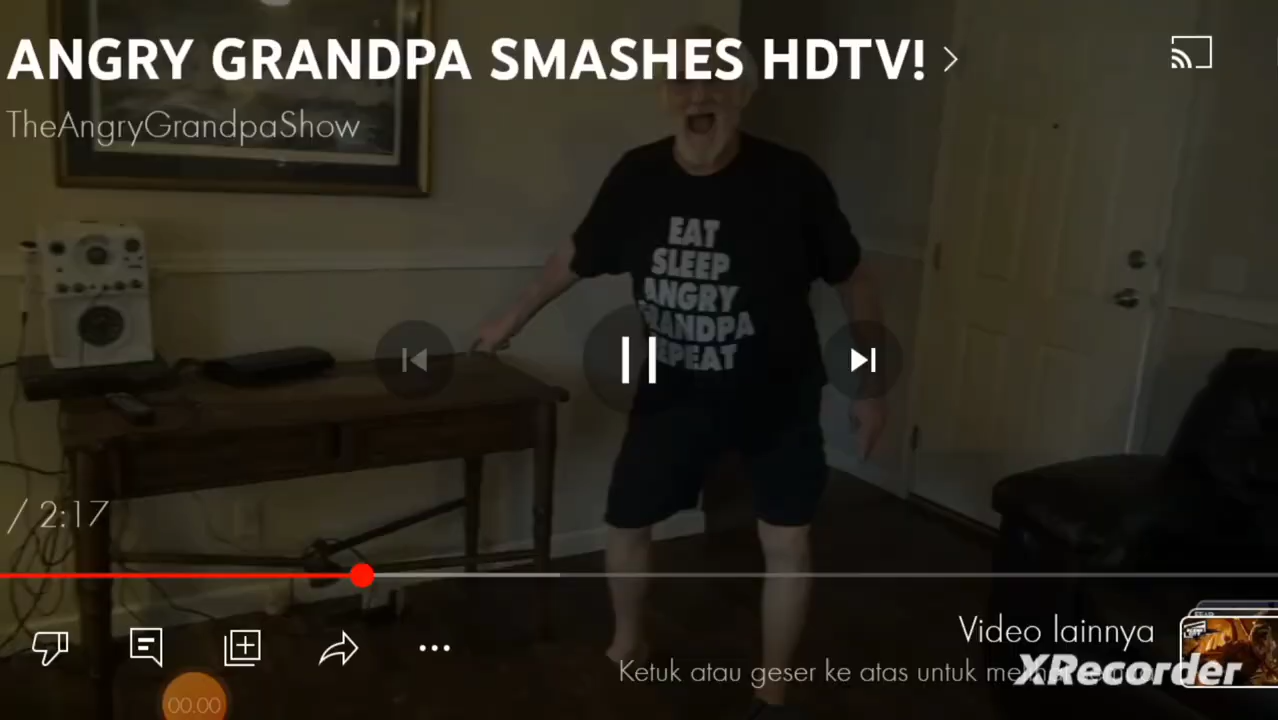 ANGRY GRANDPA SMASHES HDTV!
TheAngryGrandpaShow
EAT
SLEEP
ANGRY
GRANDPA
REPEAT
/ 2:17
Video lainnya
Ketuk atau geser ke atas untuk
XRecorder
00.00